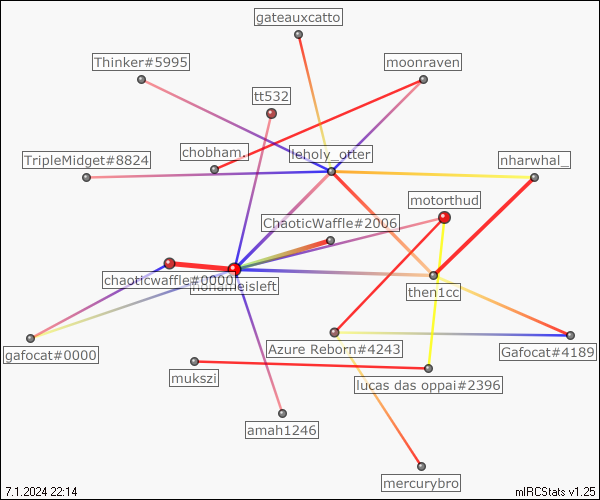 gateauxcatto
Thinker#5995
moonraven
tt532
chobham.
leholy_otter
TripleMidget#8824
nharwhal_
motorthud
ChaoticWaffle#2006
chaoticwaffle#0000
nonameisleft
then1cc
gafocat#0000
Azure Reborn#4243
Gafocat#4189
mukszi
lucas das oppai#2396
amah1246
mercurybro
7.1.2024 22:14
mIRCStats v1.25